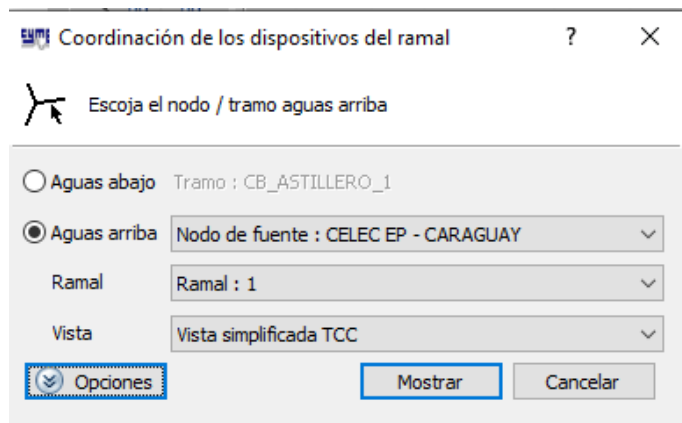 CYME Coordinación de los dispositivos del ramal ? ×
Escoja el nodo / tramo aguas arriba
Aguas abajo Tramo : CB_ASTILLERO_1
Aguas arriba Nodo de fuente : CELEC EP - CARAGUAY
Ramal Ramal : 1
Vista Vista simplificada TCC
Opciones Mostrar Cancelar